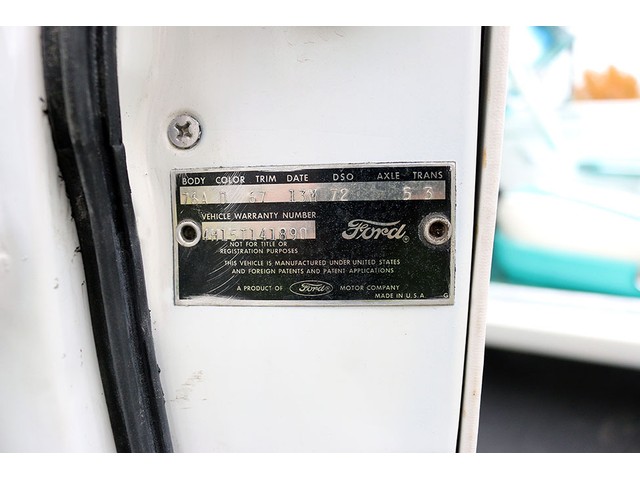 BODY COLOR TRIM DATE DSO AXLE TRANS
13M 72 5 3
VEHICLE WARRANTY NUMBER
Ford
NOT FOR TITLE OR
REGISTRATION PURPOSES
THIS VEHICLE IS MANUFACTURED UNDER UNITED STATES
AND FOREIGN PATENTS AND PATENT APPLICATIONS
A PRODUCT OF Ford MOTOR COMPANY
MADE IN U.S.A G